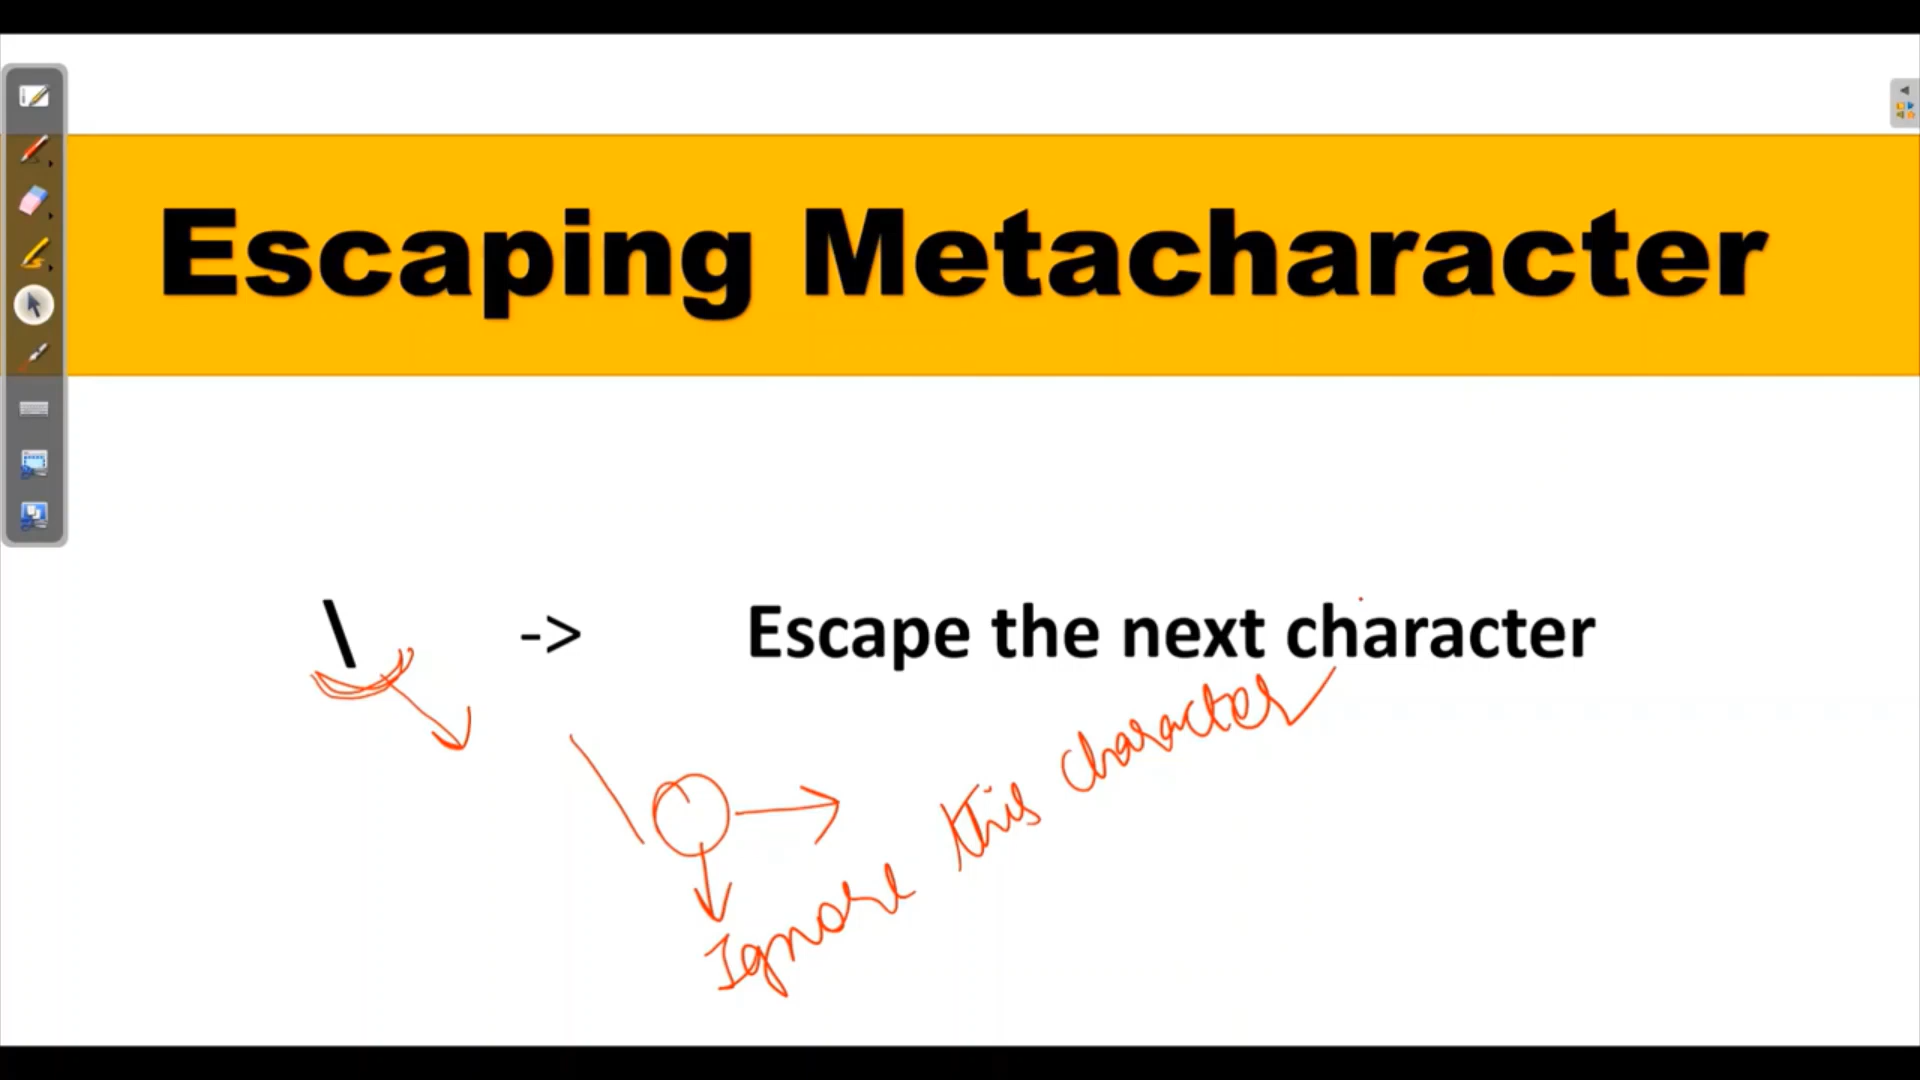 Escaping Metacharacter
\ -> Escape the next character
Ignore this character